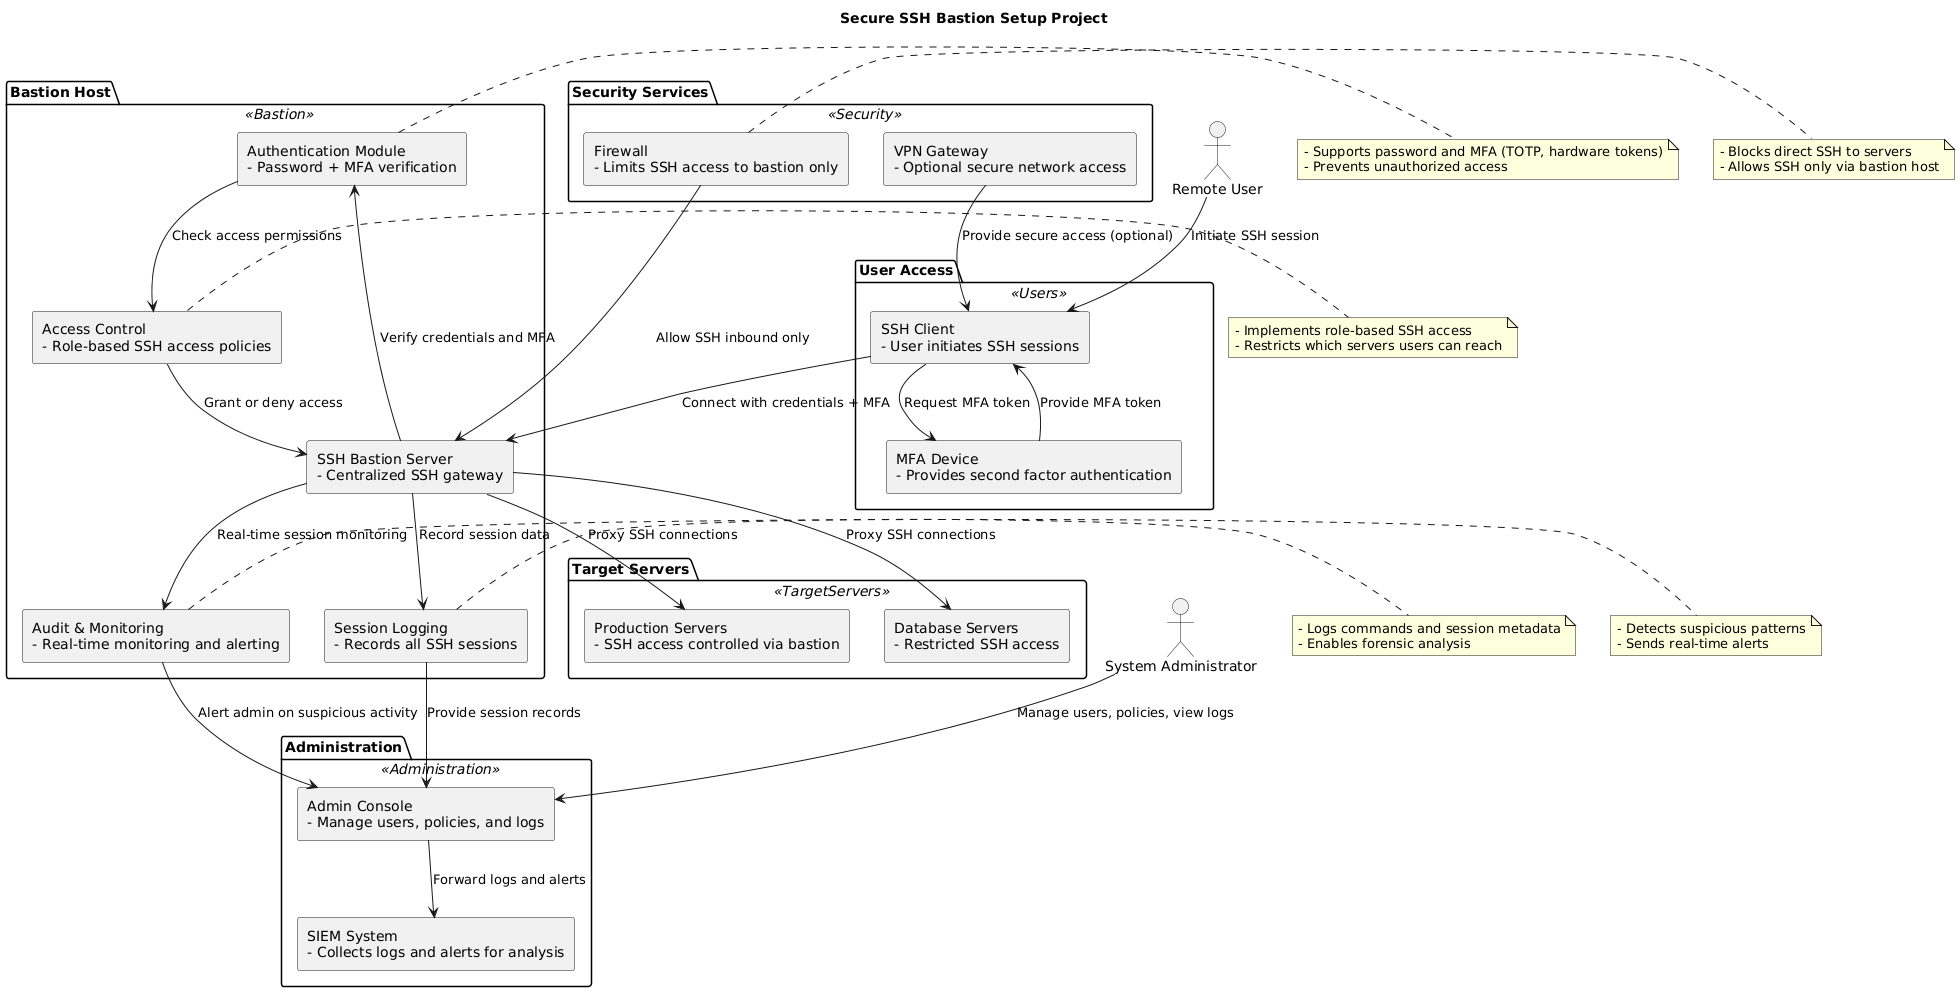 Secure SSH Bastion Setup Project
Bastion Host
«Bastion»
Authentication Module
- Password + MFA verification
Security Services
«Security»
Firewall
- Limits SSH access to bastion only
VPN Gateway
- Optional secure network access
Remote User
- Supports password and MFA (TOTP, hardware tokens)
- Prevents unauthorized access
- Blocks direct SSH to servers
- Allows SSH only via bastion host
Check access permissions
Provide secure access (optional)
Initiate SSH session
User Access
«Users»
Access Control
- Role-based SSH access policies
Verify credentials and MFA
Allow SSH inbound only
SSH Client
- User initiates SSH sessions
- Implements role-based SSH access
- Restricts which servers users can reach
Grant or deny access
Connect with credentials + MFA
Request MFA token
Provide MFA token
SSH Bastion Server
- Centralized SSH gateway
MFA Device
- Provides second factor authentication
Real-time session monitoring
Record session data
Proxy SSH connections
Proxy SSH connections
Target Servers
«TargetServers»
Audit & Monitoring
- Real-time monitoring and alerting
Session Logging
- Records all SSH sessions
Production Servers
- SSH access controlled via bastion
Database Servers
- Restricted SSH access
System Administrator
- Logs commands and session metadata
- Enables forensic analysis
- Detects suspicious patterns
- Sends real-time alerts
Alert admin on suspicious activity
Provide session records
Manage users, policies, view logs
Administration
«Administration»
Admin Console
- Manage users, policies, and logs
Forward logs and alerts
SIEM System
- Collects logs and alerts for analysis